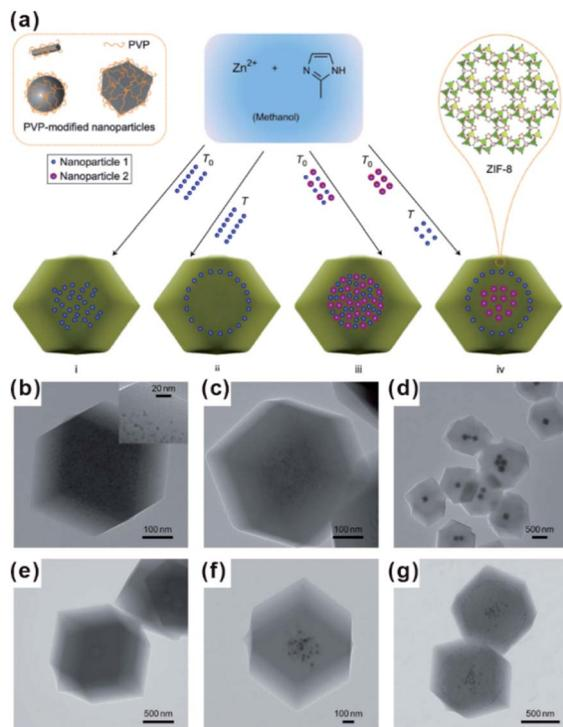 (a)
PVP
PVP-modified nanoparticles
Zn2+ + N NH
(Methanol)
ZIF-8
Nanoparticle 1
Nanoparticle 2
T0
T
T0
T0
T
i
ii
iii
iv
(b)
20 nm
100 nm
(c)
100 nm
(d)
500 nm
(e)
500 nm
(f)
100 nm
(g)
500 nm